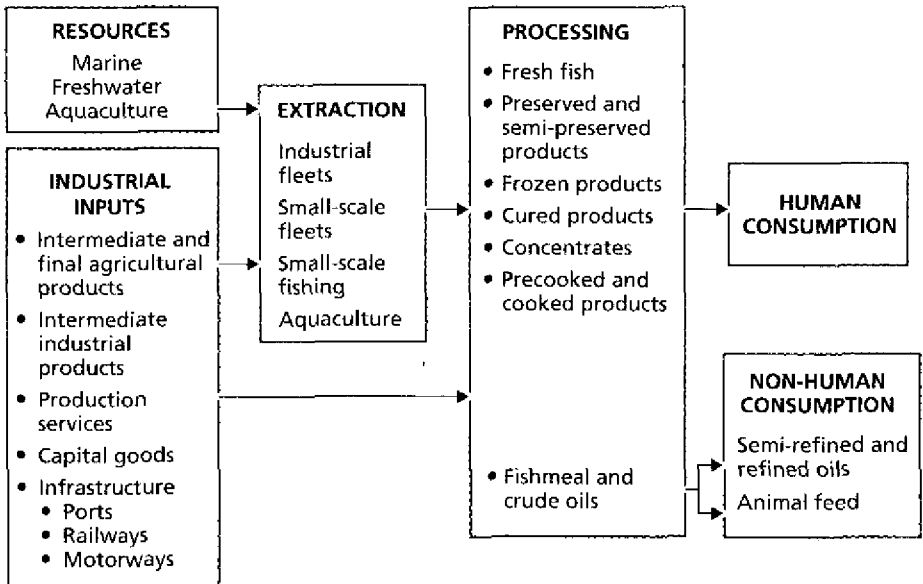 RESOURCES
Marine
Freshwater
Aquaculture
INDUSTRIAL
INPUTS
• Intermediate and
final agricultural
products
• Intermediate
industrial
products
• Production
services
• Capital goods
• Infrastructure
• Ports
• Railways
• Motorways
EXTRACTION
Industrial
fleets
Small-scale
fleets
Small-scale
fishing
Aquaculture
PROCESSING
• Fresh fish
• Preserved and
semi-preserved
products
• Frozen products
• Cured products
• Concentrates
• Precooked and
cooked products
• Fishmeal and
crude oils
HUMAN
CONSUMPTION
NON-HUMAN
CONSUMPTION
Semi-refined and
refined oils
Animal feed